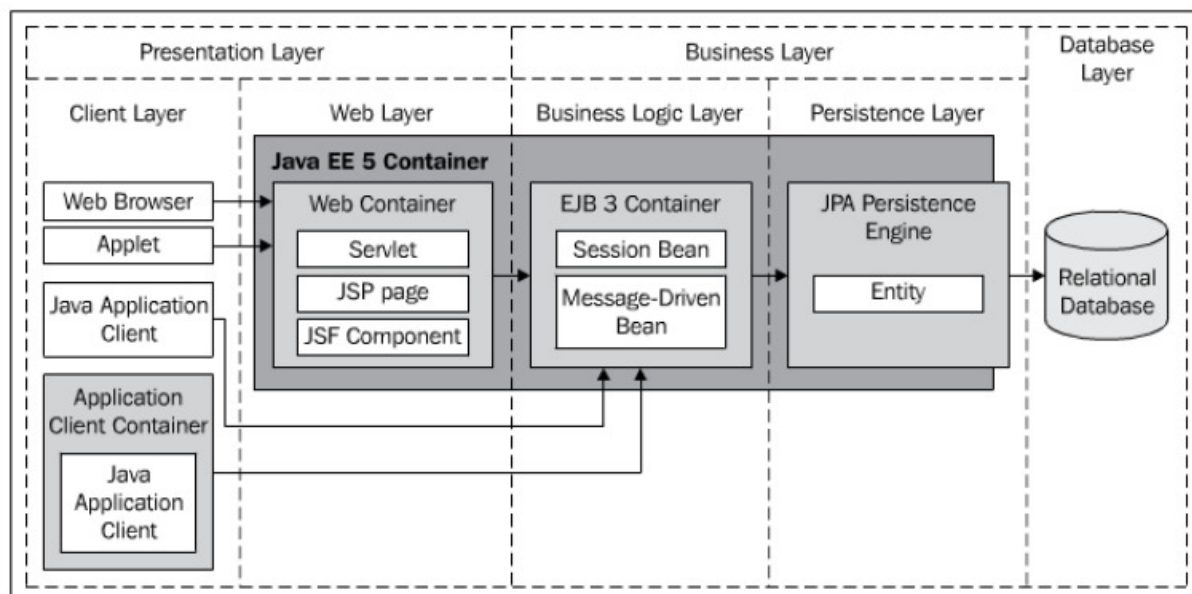 Presentation Layer
Business Layer
Database
Layer
Client Layer
Web Layer
Business Logic Layer
Persistence Layer
Java EE 5 Container
Web Browser
Applet
Java Application
Client
Application
Client Container
Java
Application
Client
Web Container
Servlet
JSP page
JSF Component
EJB 3 Container
Session Bean
Message-Driven
Bean
JPA Persistence
Engine
Entity
Relational
Database